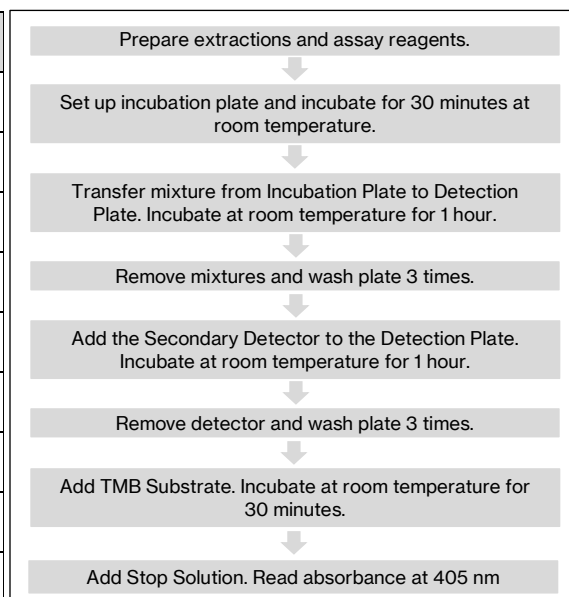 Prepare extractions and assay reagents.
Set up incubation plate and incubate for 30 minutes at
room temperature.
Transfer mixture from Incubation Plate to Detection
Plate. Incubate at room temperature for 1 hour.
Remove mixtures and wash plate 3 times.
Add the Secondary Detector to the Detection Plate.
Incubate at room temperature for 1 hour.
Remove detector and wash plate 3 times.
Add TMB Substrate. Incubate at room temperature for
30 minutes.
Add Stop Solution. Read absorbance at 405 nm